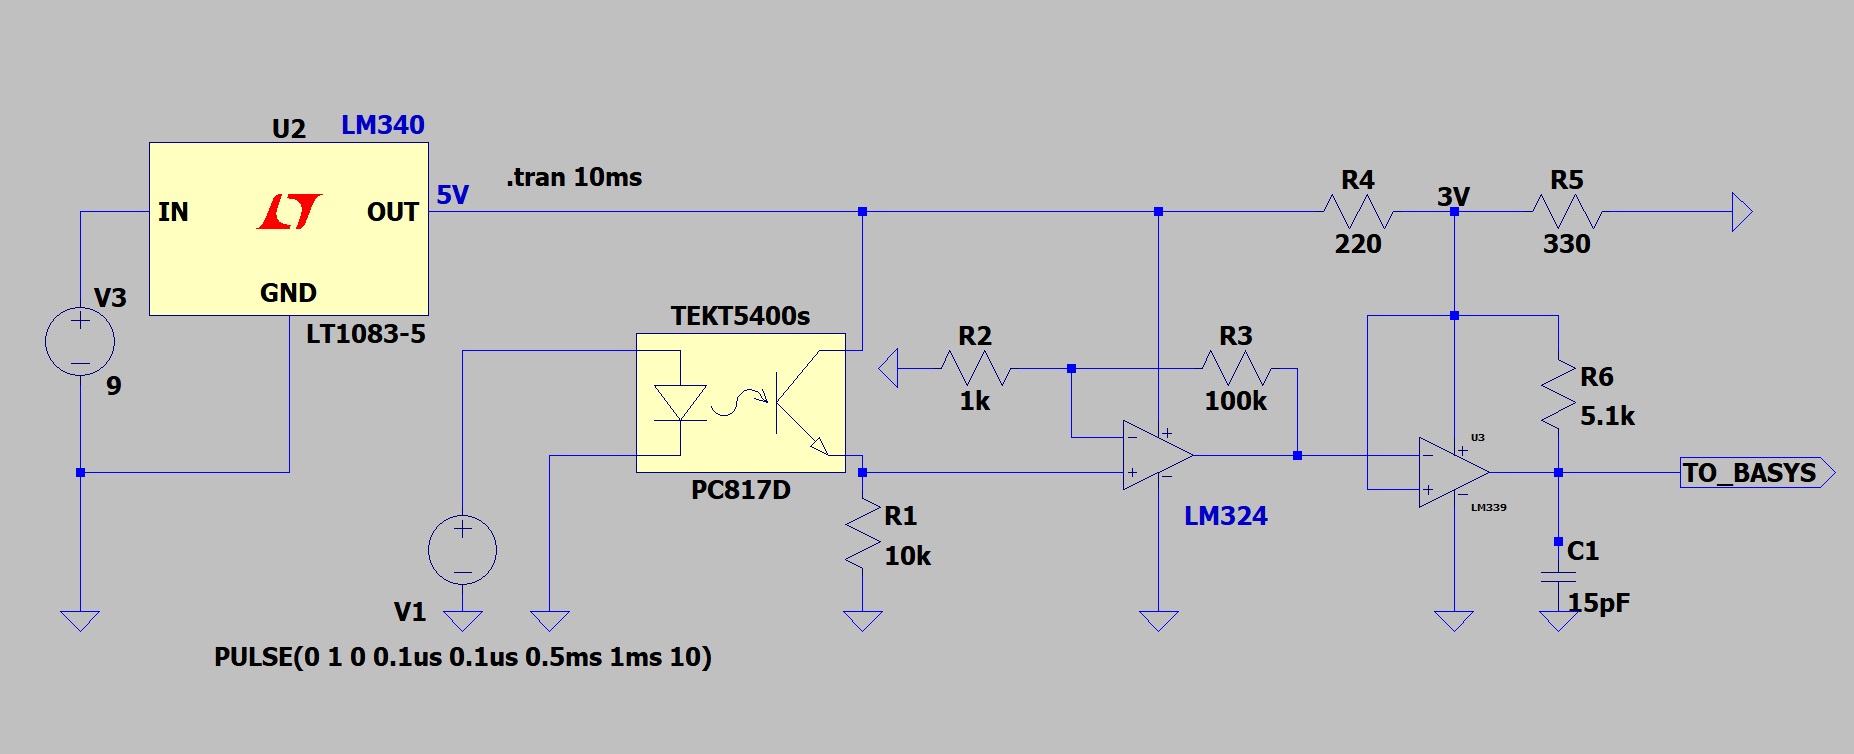 U2 LM340
IN
OUT
GND
LT1083-5
5V
.tran 10ms
V3
9
TEKT5400s
PC817D
V1
PULSE(0 1 0 0.1us 0.1us 0.5ms 1ms 10)
R1
10k
R2
1k
R3
100k
LM324
R4
220
3V
R5
330
R6
5.1k
U3
LM339
TO_BASYS
C1
15pF